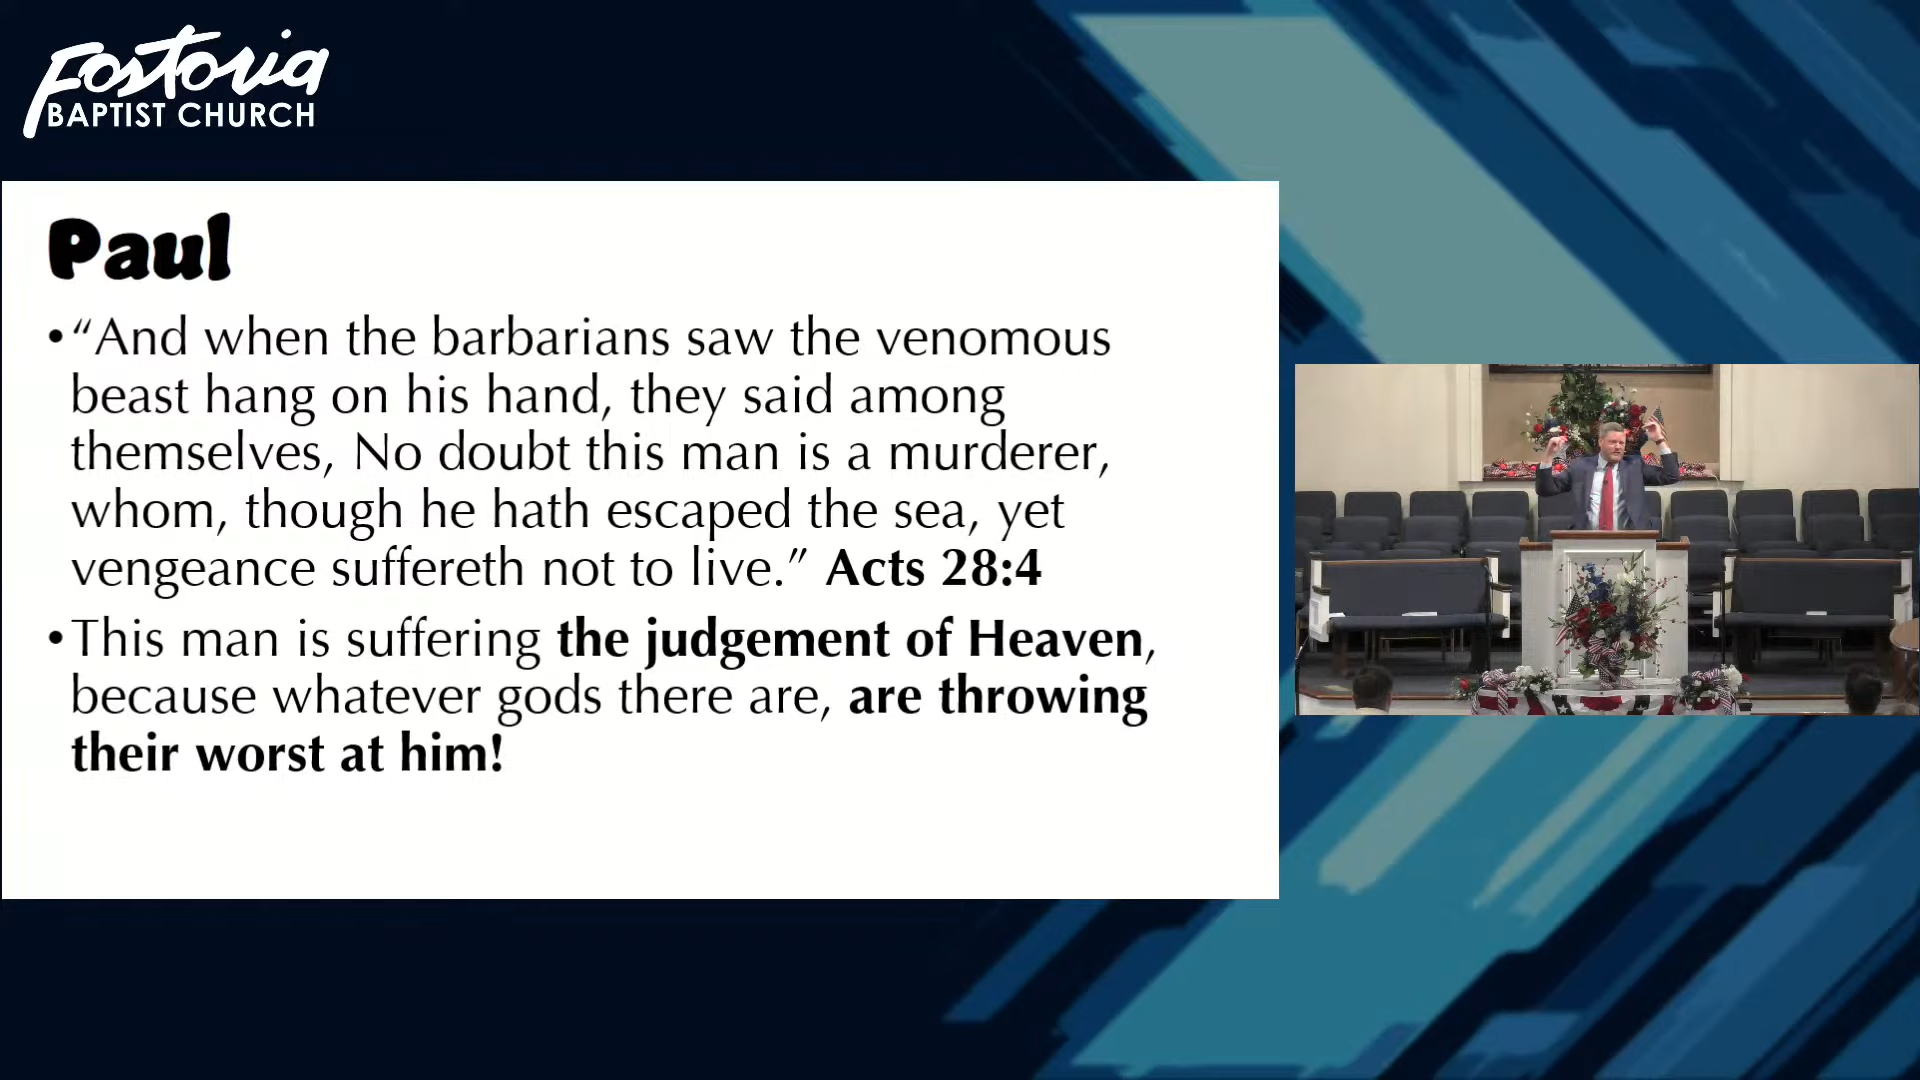 Fostoria
BAPTIST CHURCH
Paul
•“And when the barbarians saw the venomous
beast hang on his hand, they said among
themselves, No doubt this man is a murderer,
whom, though he hath escaped the sea, yet
vengeance suffereth not to live.” Acts 28:4
•This man is suffering the judgement of Heaven,
because whatever gods there are, are throwing
their worst at him!